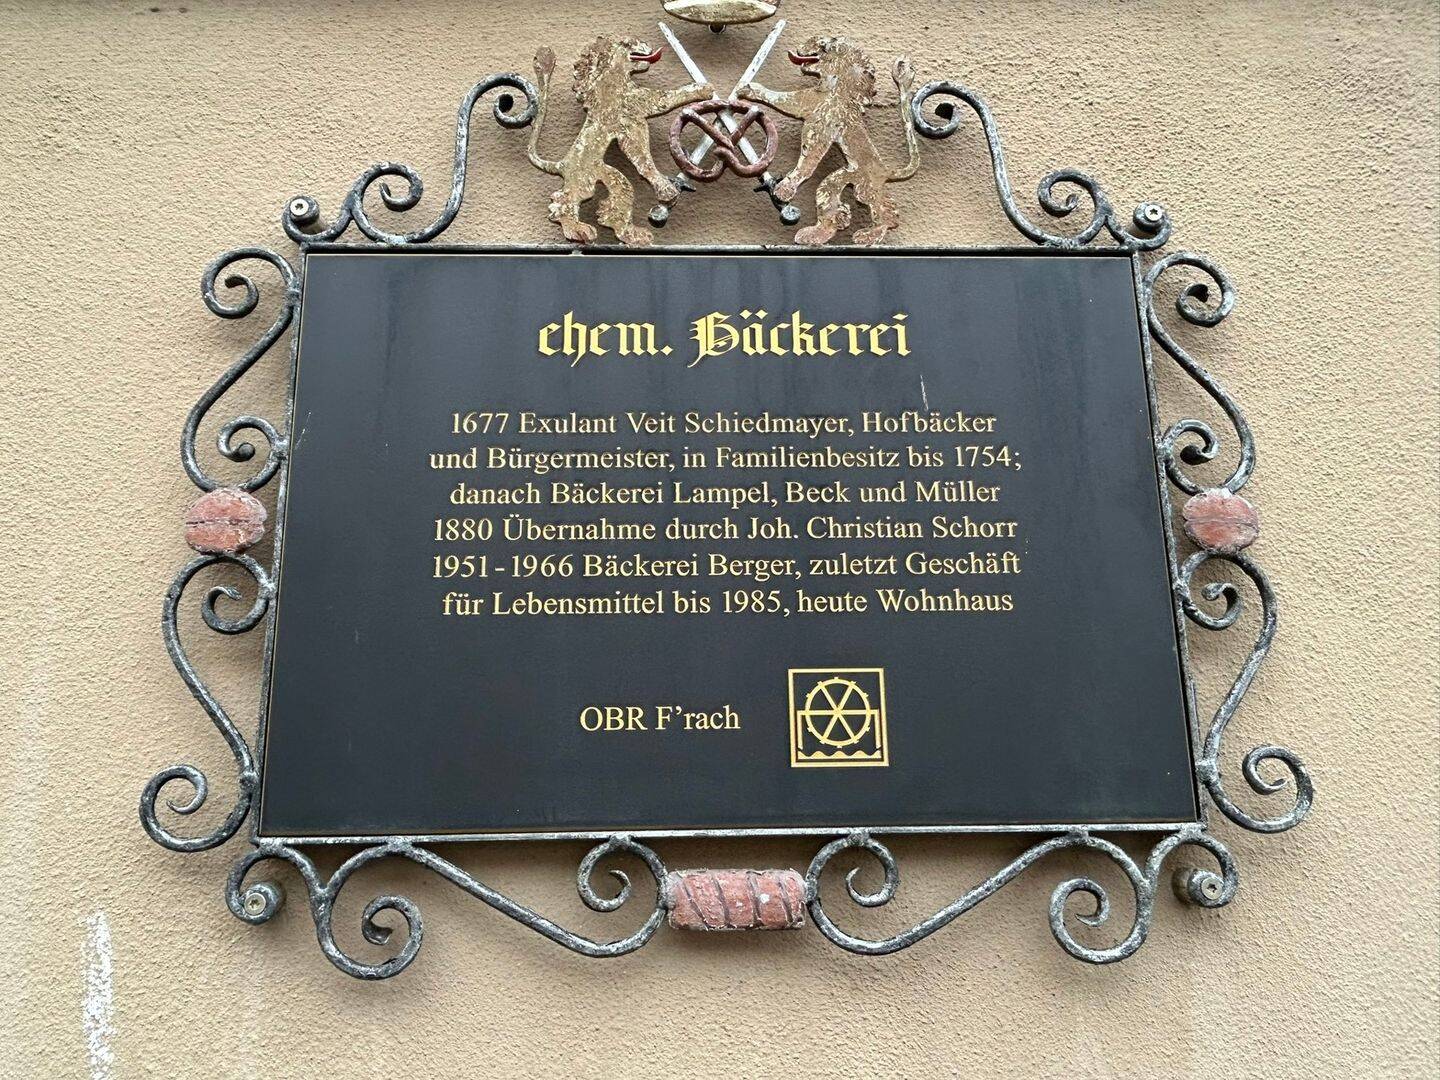 ehem. Bäckerei
1677 Exulant Veit Schiedmayer, Hofbäcker
und Bürgermeister, in Familienbesitz bis 1754;
danach Bäckerei Lampel, Beck und Müller
1880 Übernahme durch Joh. Christian Schorr
1951-1966 Bäckerei Berger, zuletzt Geschäft
für Lebensmittel bis 1985, heute Wohnhaus
OBR F'rach